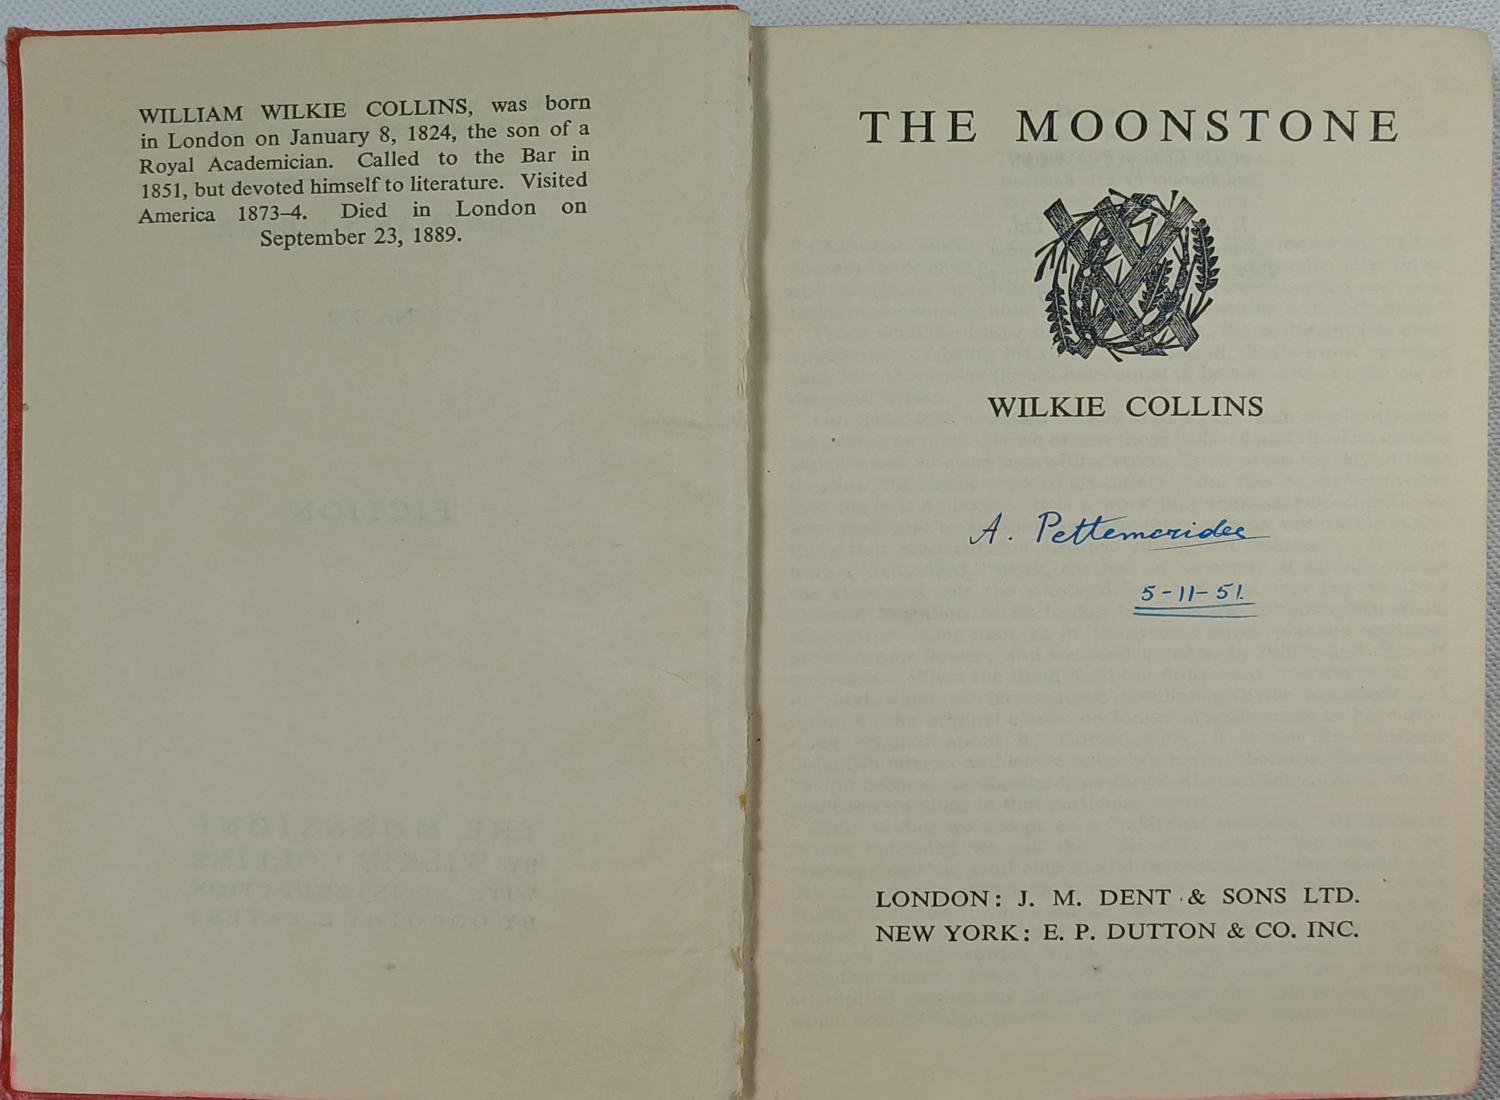 WILLIAM WILKIE COLLINS, was born
in London on January 8, 1824, the son of a
Royal Academician. Called to the Bar in
1851, but devoted himself to literature. Visited
America 1873–4. Died in London on
September 23, 1889.
THE MOONSTONE
WILKIE COLLINS
A. Pettemerides
5-11-51.
LONDON: J. M. DENT & SONS LTD.
NEW YORK: E. P. DUTTON & CO. INC.